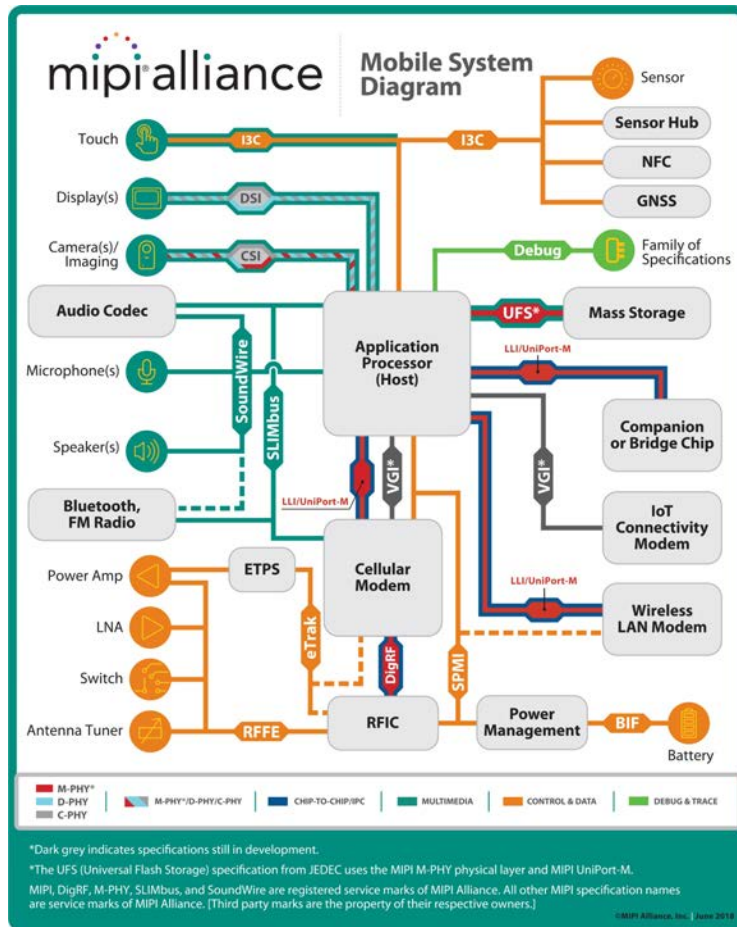 mipi® alliance
Mobile System
Diagram
Sensor
Touch
I3C
I3C
Sensor Hub
NFC
GNSS
Display(s)
DSI
Camera(s)/
Imaging
CSI
Debug
Family of
Specifications
Audio Codec
Application
Processor
(Host)
UFS*
Mass Storage
LLI/UniPort-M
Microphone(s)
SoundWire
SLIMbus
Companion
or Bridge Chip
Speaker(s)
LLI/UniPort-M
VGI*
VGI*
Bluetooth,
FM Radio
IoT
Connectivity
Modem
Power Amp
ETPS
Cellular
Modem
LLI/UniPort-M
Wireless
LAN Modem
LNA
eTrak
DigRF
SPMI
Switch
Antenna Tuner
RFFE
RFIC
Power
Management
BIF
Battery
M-PHY*
D-PHY
C-PHY
M-PHY*/D-PHY/C-PHY
CHIP-TO-CHIP/IPC
MULTIMEDIA
CONTROL & DATA
DEBUG & TRACE
*Dark grey indicates specifications still in development.
*The UFS (Universal Flash Storage) specification from JEDEC uses the MIPI M-PHY physical layer and MIPI UniPort-M.
MIPI, DigRF, M-PHY, SLIMbus, and SoundWire are registered service marks of MIPI Alliance. All other MIPI specification names
are service marks of MIPI Alliance. [Third party marks are the property of their respective owners.]
©MIPI Alliance, Inc. | June 2018